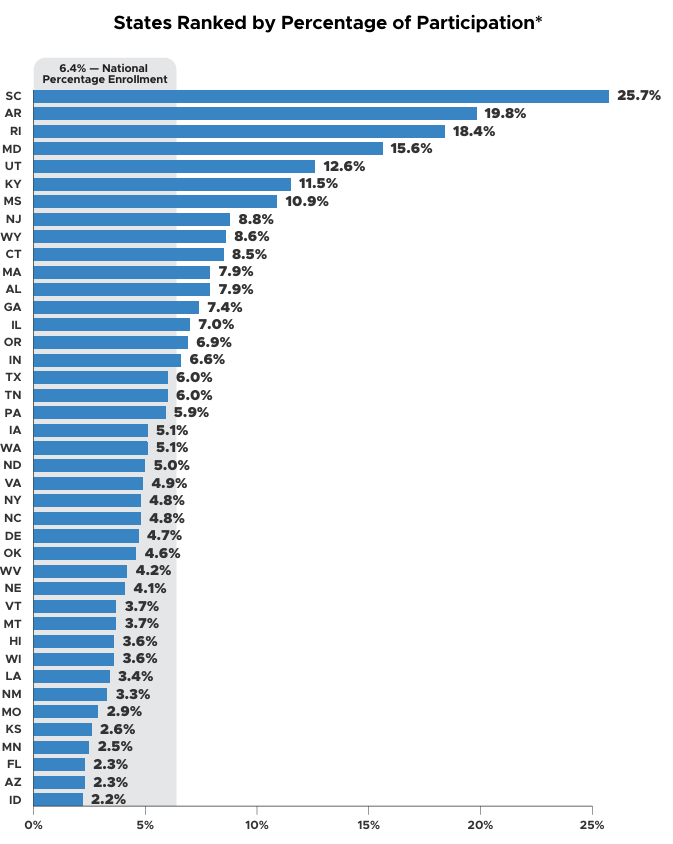 States Ranked by Percentage of Participation*
6.4% — National
Percentage Enrollment
SC 25.7%
AR 19.8%
RI 18.4%
MD 15.6%
UT 12.6%
KY 11.5%
MS 10.9%
NJ 8.8%
WY 8.6%
CT 8.5%
MA 7.9%
AL 7.9%
GA 7.4%
IL 7.0%
OR 6.9%
IN 6.6%
TX 6.0%
TN 6.0%
PA 5.9%
IA 5.1%
WA 5.1%
ND 5.0%
VA 4.9%
NY 4.8%
NC 4.8%
DE 4.7%
OK 4.6%
WV 4.2%
NE 4.1%
VT 3.7%
MT 3.7%
HI 3.6%
WI 3.6%
LA 3.4%
NM 3.3%
MO 2.9%
KS 2.6%
MN 2.5%
FL 2.3%
AZ 2.3%
ID 2.2%
0% 5% 10% 15% 20% 25%